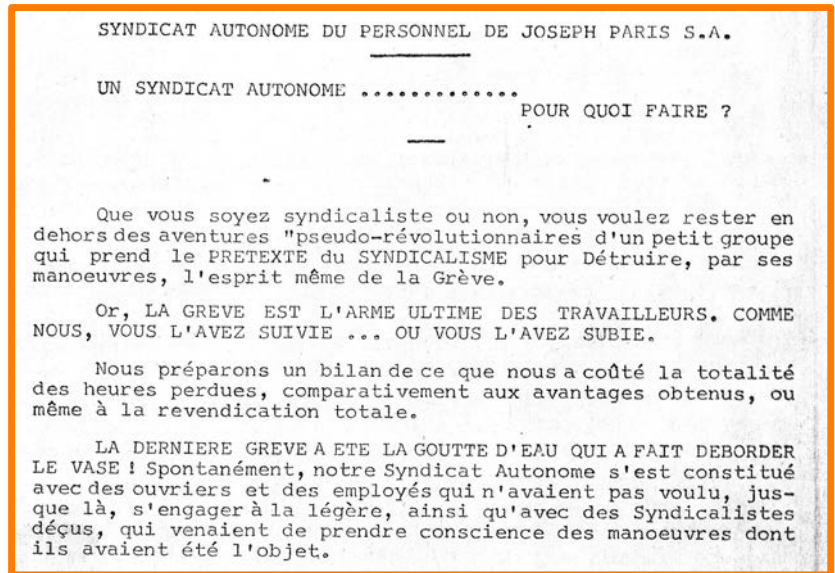 SYNDICAT AUTONOME DU PERSONNEL DE JOSEPH PARIS S.A.
UN SYNDICAT AUTONOME .............
POUR QUOI FAIRE ?
Que vous soyez syndicaliste ou non, vous voulez rester en
dehors des aventures "pseudo-révolutionnaires d'un petit groupe
qui prend le PRETEXTE du SYNDICALISME pour Détruire, par ses
manoeuvres, l'esprit même de la Grève.
Or, LA GREVE EST L'ARME ULTIME DES TRAVAILLEURS. COMME
NOUS, VOUS L'AVEZ SUIVIE ... OU VOUS L'AVEZ SUBIE.
Nous préparons un bilan de ce que nous a coûté la totalité
des heures perdues, comparativement aux avantages obtenus, ou
même à la revendication totale.
LA DERNIERE GREVE A ETE LA GOUTTE D'EAU QUI A FAIT DEBORDER
LE VASE ! Spontanément, notre Syndicat Autonome s'est constitué
avec des ouvriers et des employés qui n'avaient pas voulu, jus-
que là, s'engager à la légère, ainsi qu'avec des Syndicalistes
déçus, qui venaient de prendre conscience des manoeuvres dont
ils avaient été l'objet.